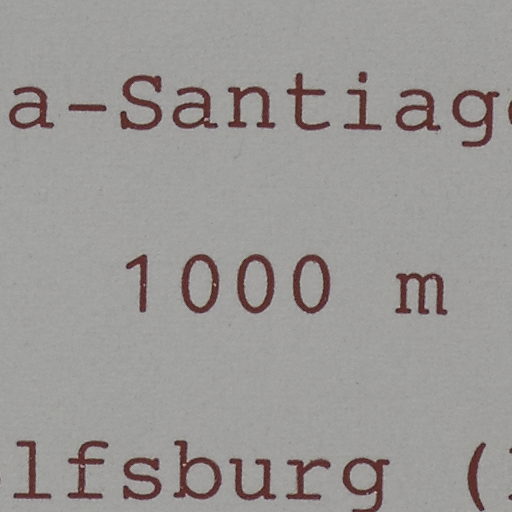 a-Santiag
1000 m
lfsburg (